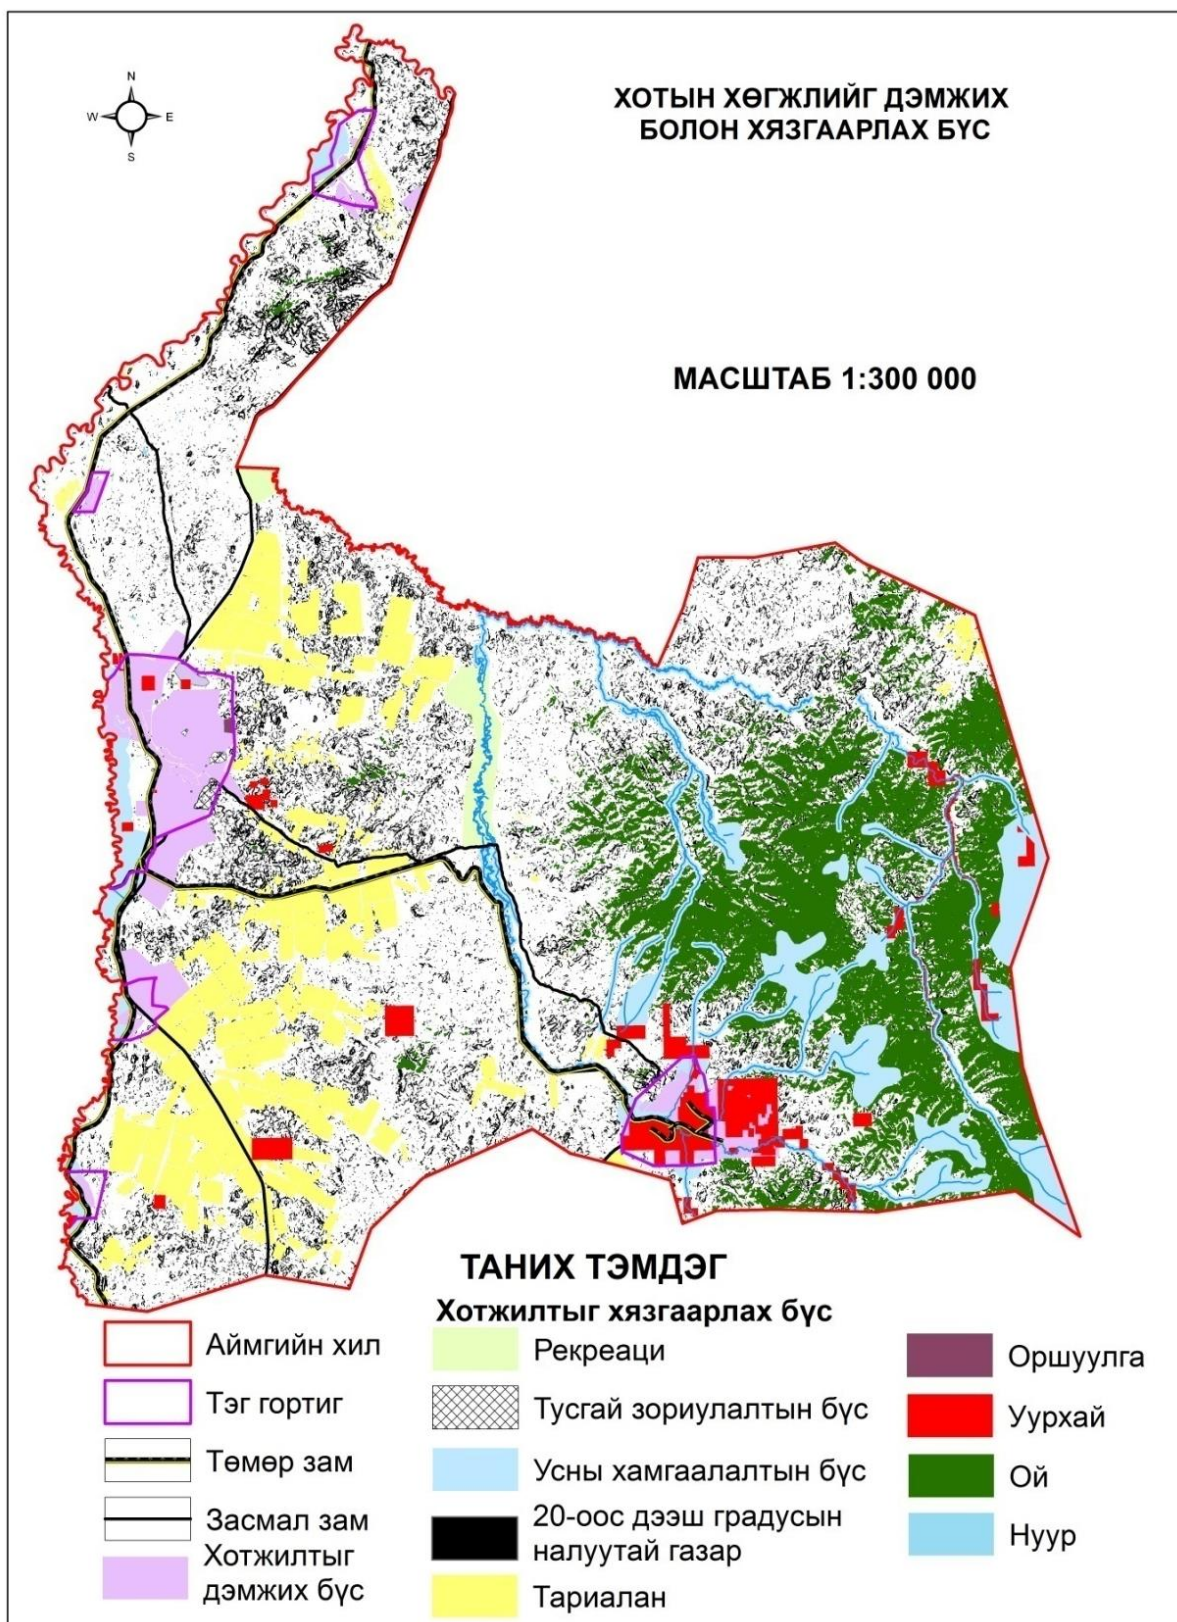 ХОТЫН ХӨГЖЛИЙГ ДЭМЖИХ
БОЛОН ХЯЗГААРЛАХ БҮС
N
W
E
S
МАСШТАБ 1:300 000
ТАНИХ ТЭМДЭГ
Хотжилтыг хязгаарлах бүс
Аймгийн хил
Тэг гортиг
Төмөр зам
Засмал зам
Хотжилтыг
дэмжих бүс
Рекреаци
Тусгай зориулалтын бүс
Усны хамгаалалтын бүс
20-оос дээш градусын
налуутай газар
Тариалан
Оршуулга
Уурхай
Ой
Нуур